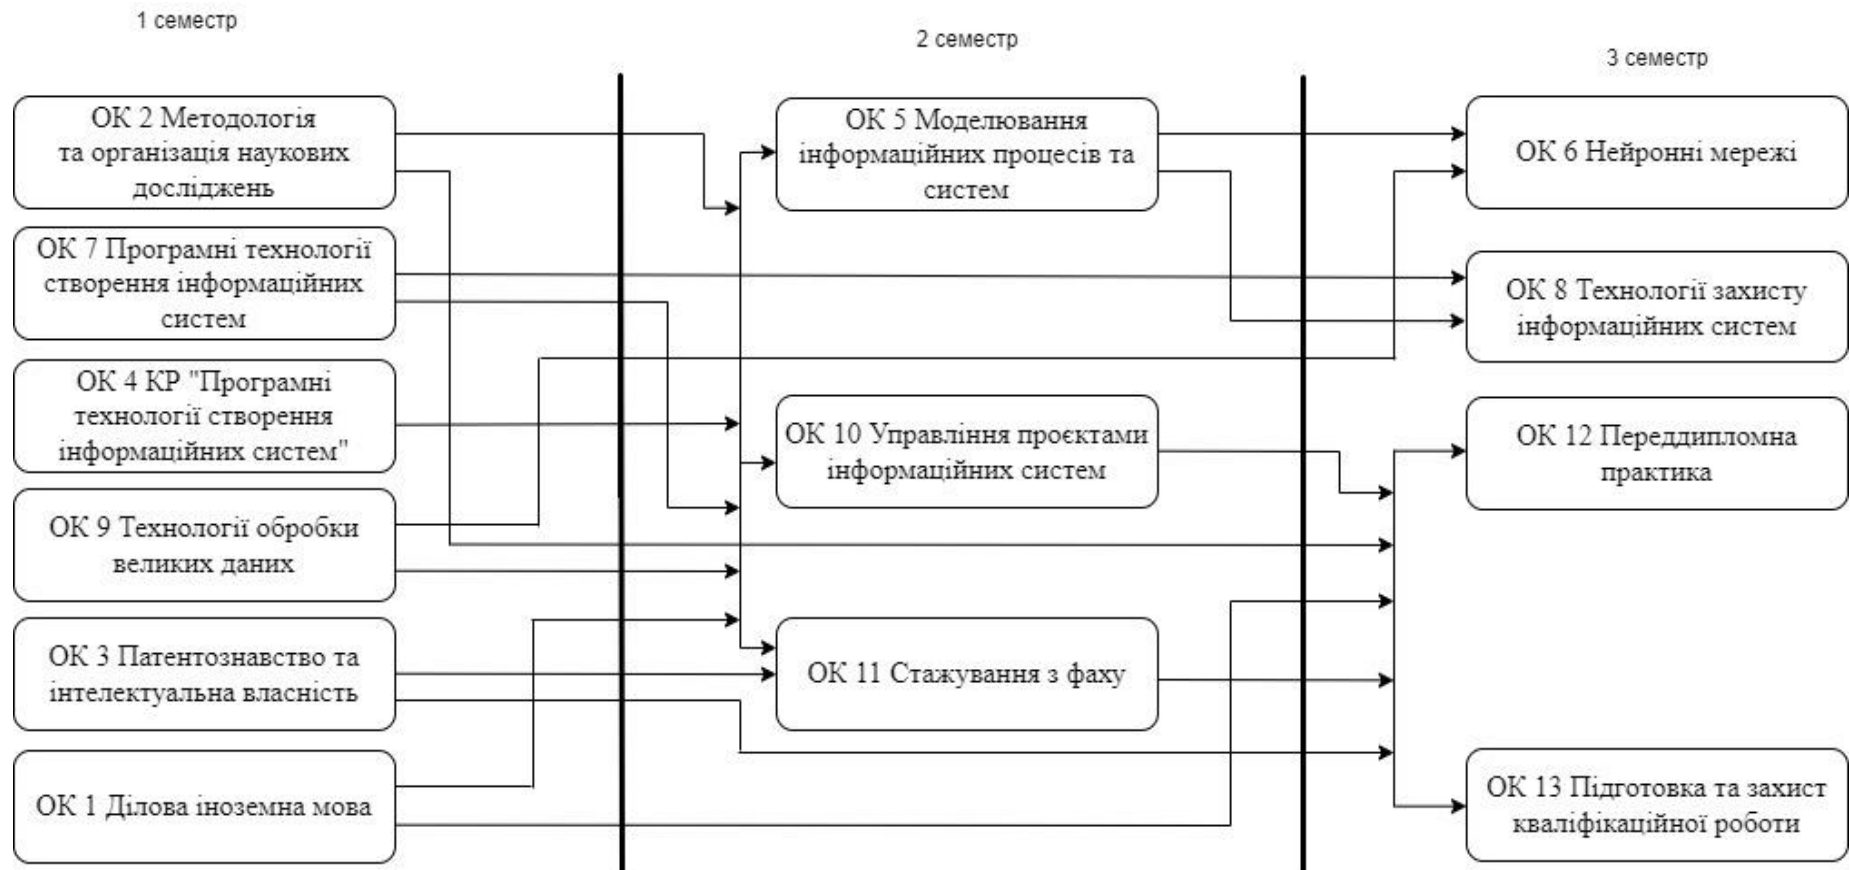 1 семестр
2 семестр
3 семестр
ОК 2 Методологія
та організація наукових
досліджень
ОК 7 Програмні технології
створення інформаційних
систем
ОК 4 КР "Програмні
технології створення
інформаційних систем"
ОК 9 Технології обробки
великих даних
ОК 3 Патентознавство та
інтелектуальна власність
ОК 1 Ділова іноземна мова
ОК 5 Моделювання
інформаційних процесів та
систем
ОК 10 Управління проєктами
інформаційних систем
ОК 11 Стажування з фаху
ОК 6 Нейронні мережі
ОК 8 Технології захисту
інформаційних систем
ОК 12 Переддипломна
практика
ОК 13 Підготовка та захист
кваліфікаційної роботи